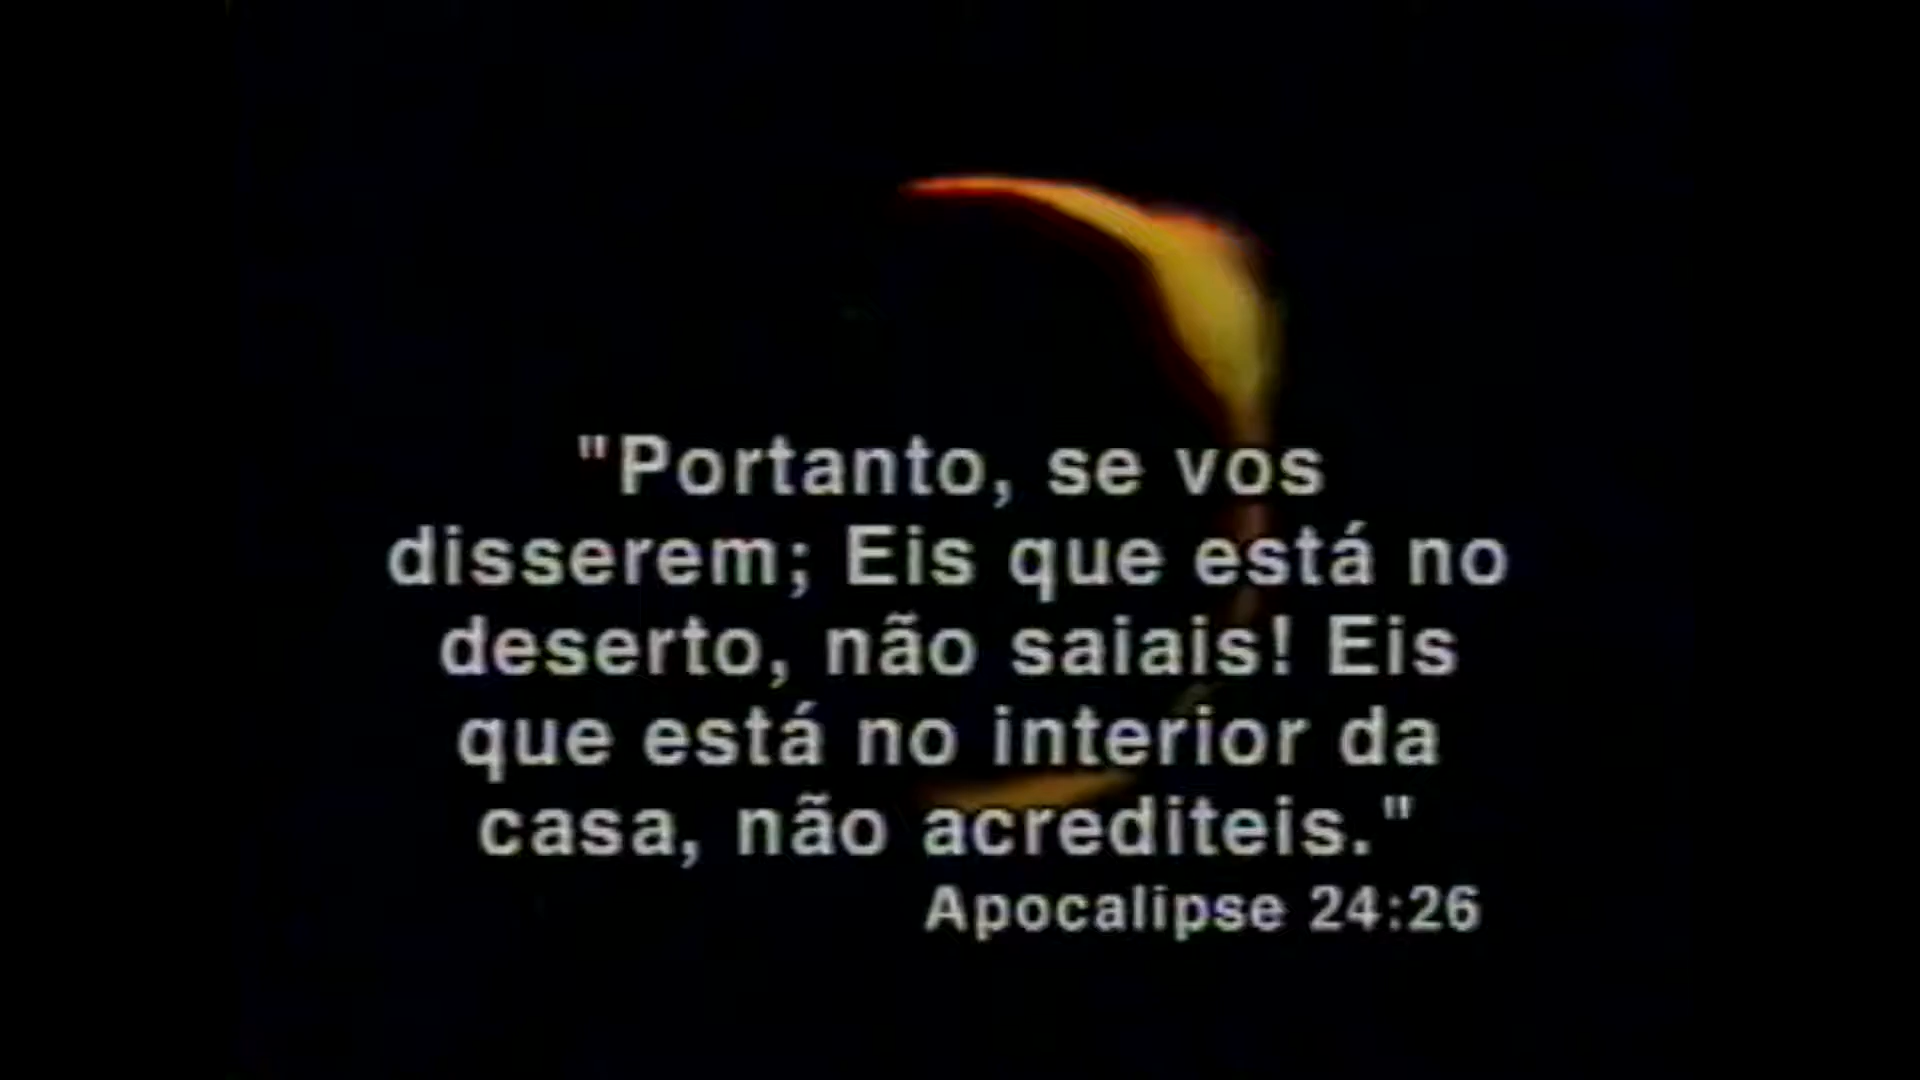 "Portanto, se vos
disserem; Eis que está no
deserto, não saiais! Eis
que está no interior da
casa, não acrediteis."
Apocalipse 24:26